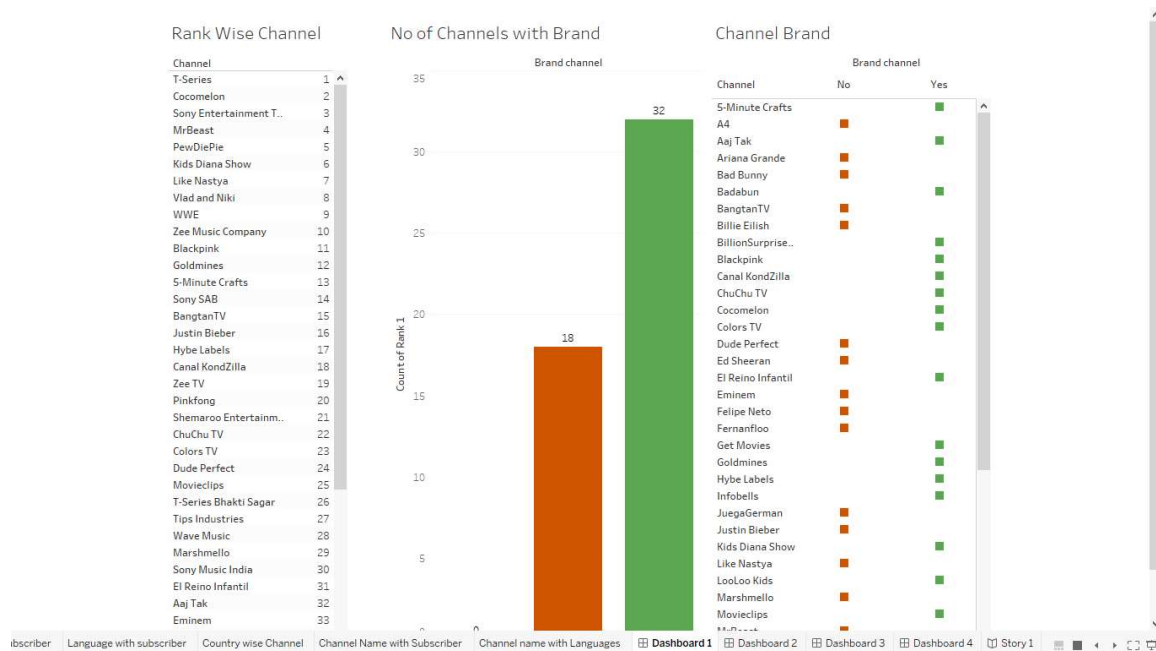 Rank Wise Channel
Channel
T-Series 1
Cocomelon 2
Sony Entertainment T.. 3
MrBeast 4
PewDiePie 5
Kids Diana Show 6
Like Nastya 7
Vlad and Niki 8
WWE 9
Zee Music Company 10
Blackpink 11
Goldmines 12
5-Minute Crafts 13
Sony SAB 14
BangtanTV 15
Justin Bieber 16
Hybe Labels 17
Canal KondZilla 18
Zee TV 19
Pinkfong 20
Shemaroo Entertainm.. 21
ChuChu TV 22
Colors TV 23
Dude Perfect 24
Movieclips 25
T-Series Bhakti Sagar 26
Tips Industries 27
Wave Music 28
Marshmello 29
Sony Music India 30
El Reino Infantil 31
Aaj Tak 32
Eminem 33
No of Channels with Brand
Brand channel
35
30
25
20
15
10
5
Count of Rank 1
18
32
Channel Brand
Brand channel
Channel No Yes
5-Minute Crafts
A4
Aaj Tak
Ariana Grande
Bad Bunny
Badabun
BangtanTV
Billie Eilish
BillionSurprise..
Blackpink
Canal KondZilla
ChuChu TV
Cocomelon
Colors TV
Dude Perfect
Ed Sheeran
El Reino Infantil
Eminem
Felipe Neto
Fernanfloo
Get Movies
Goldmines
Hybe Labels
Infobells
JuegaGerman
Justin Bieber
Kids Diana Show
Like Nastya
LooLoo Kids
Marshmello
Movieclips
ubscriber Language with subscriber Country wise Channel Channel Name with Subscriber Channel name with Languages Dashboard 1 Dashboard 2 Dashboard 3 Dashboard 4 Story 1